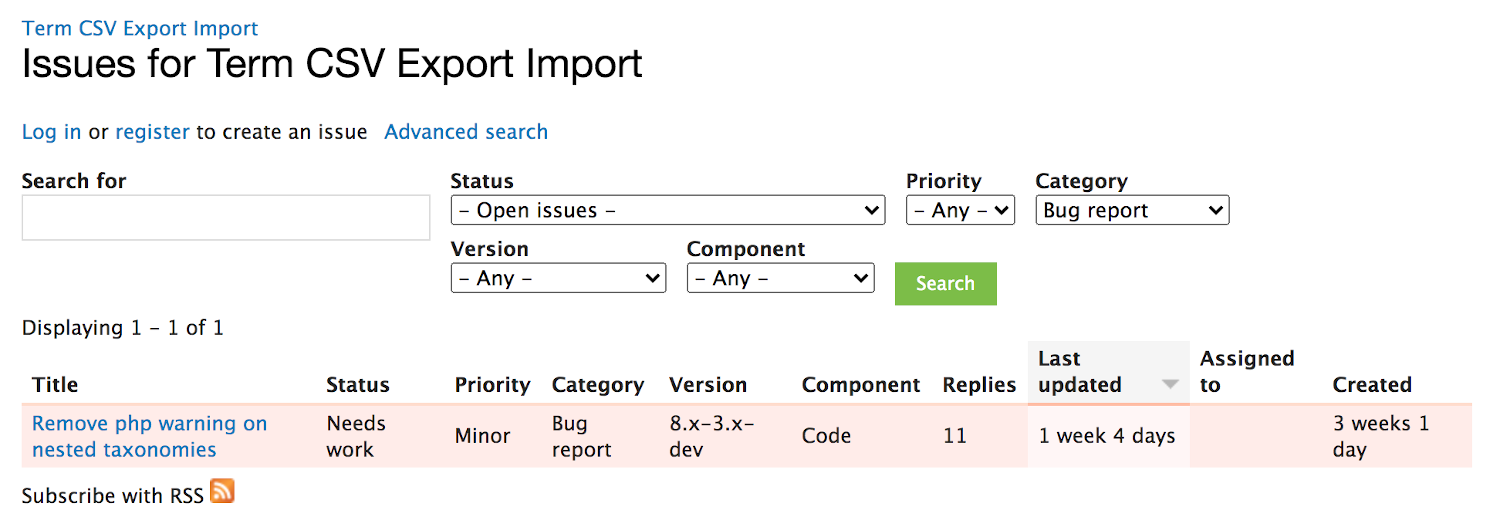 Term CSV Export Import
Issues for Term CSV Export Import
Log in or register to create an issue Advanced search
Search for
Status
Priority
Category
– Open issues –
– Any –
Bug report
Version
Component
– Any –
– Any –
Search
Displaying 1 – 1 of 1
Title
Status
Priority
Category
Version
Component
Replies
Last
updated
Assigned
to
Created
Remove php warning on
nested taxonomies
Needs
work
Minor
Bug
report
8.x-3.x-
dev
Code
11
1 week 4 days
3 weeks 1
day
Subscribe with RSS